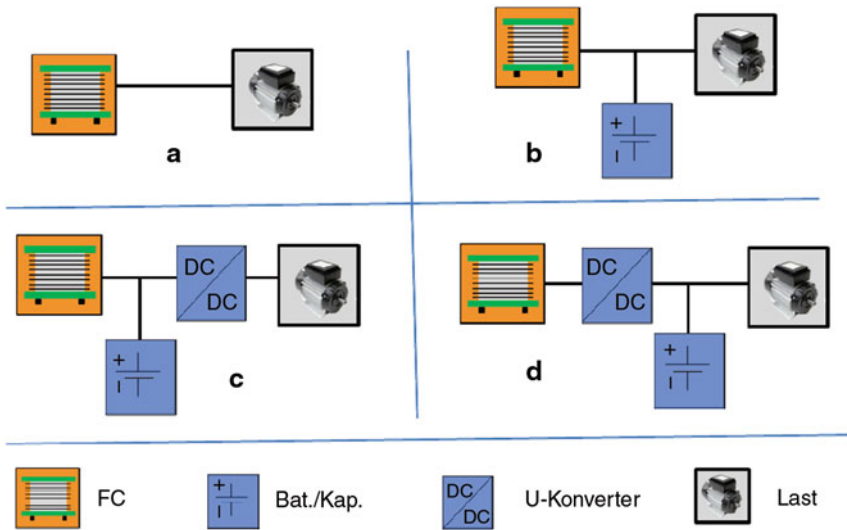 a
+
b
DC
DC
+
c
DC
DC
+
d
FC
+
Bat./Kap.
DC
DC
U-Konverter
Last